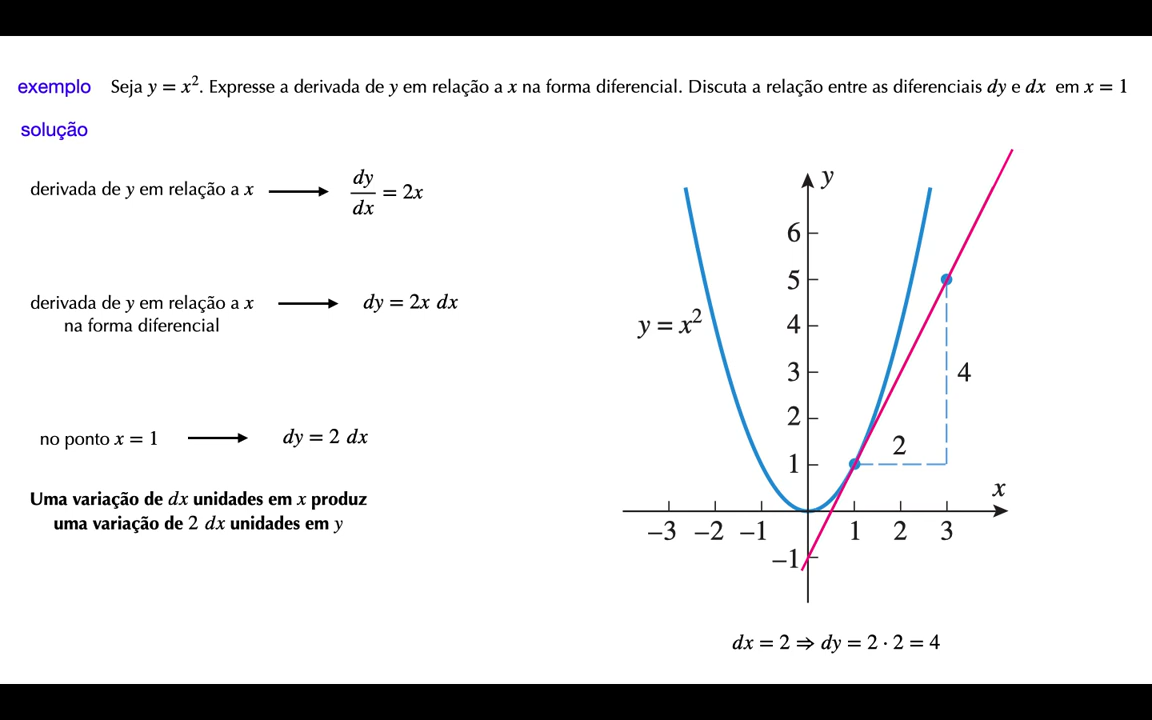 exemplo Seja y = x². Expresse a derivada de y em relação a x na forma diferencial. Discuta a relação entre as diferenciais dy e dx em x = 1
solução
derivada de y em relação a x ⟶ dy/dx = 2x
derivada de y em relação a x ⟶ dy = 2x dx
na forma diferencial
no ponto x = 1 ⟶ dy = 2 dx
Uma variação de dx unidades em x produz
uma variação de 2 dx unidades em y
y
6
5
4
3
2
1
−1
y = x²
4
2
x
−3 −2 −1 1 2 3
dx = 2 ⇒ dy = 2 · 2 = 4